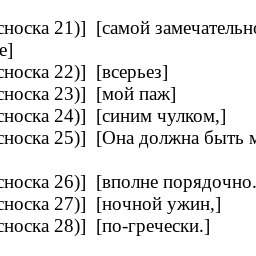 сноска 21)] [самой замечательн
е]
сноска 22)] [всерьез]
сноска 23)] [мой паж]
сноска 24)] [синим чулком,]
сноска 25)] [Она должна быть
сноска 26)] [вполне порядочно.
сноска 27)] [ночной ужин,]
сноска 28)] [по-гречески.]